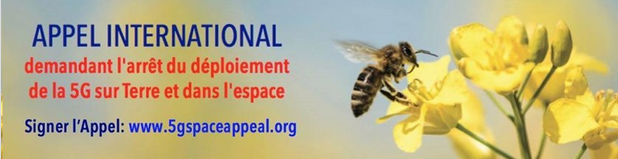 APPEL INTERNATIONAL
demandant l'arrêt du déploiement
de la 5G sur Terre et dans l'espace
Signer l'Appel: www.5gspaceappeal.org